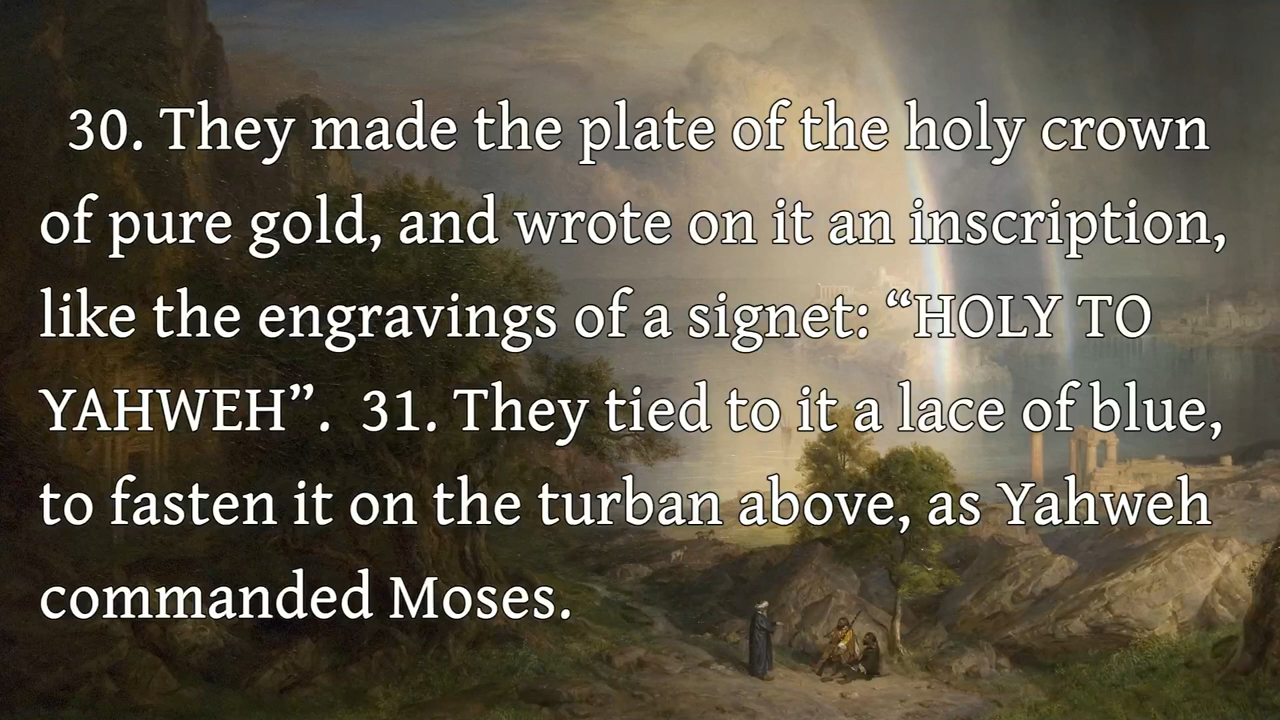 30. They made the plate of the holy crown
of pure gold, and wrote on it an inscription,
like the engravings of a signet: “HOLY TO
YAHWEH”.  31. They tied to it a lace of blue,
to fasten it on the turban above, as Yahweh
commanded Moses.